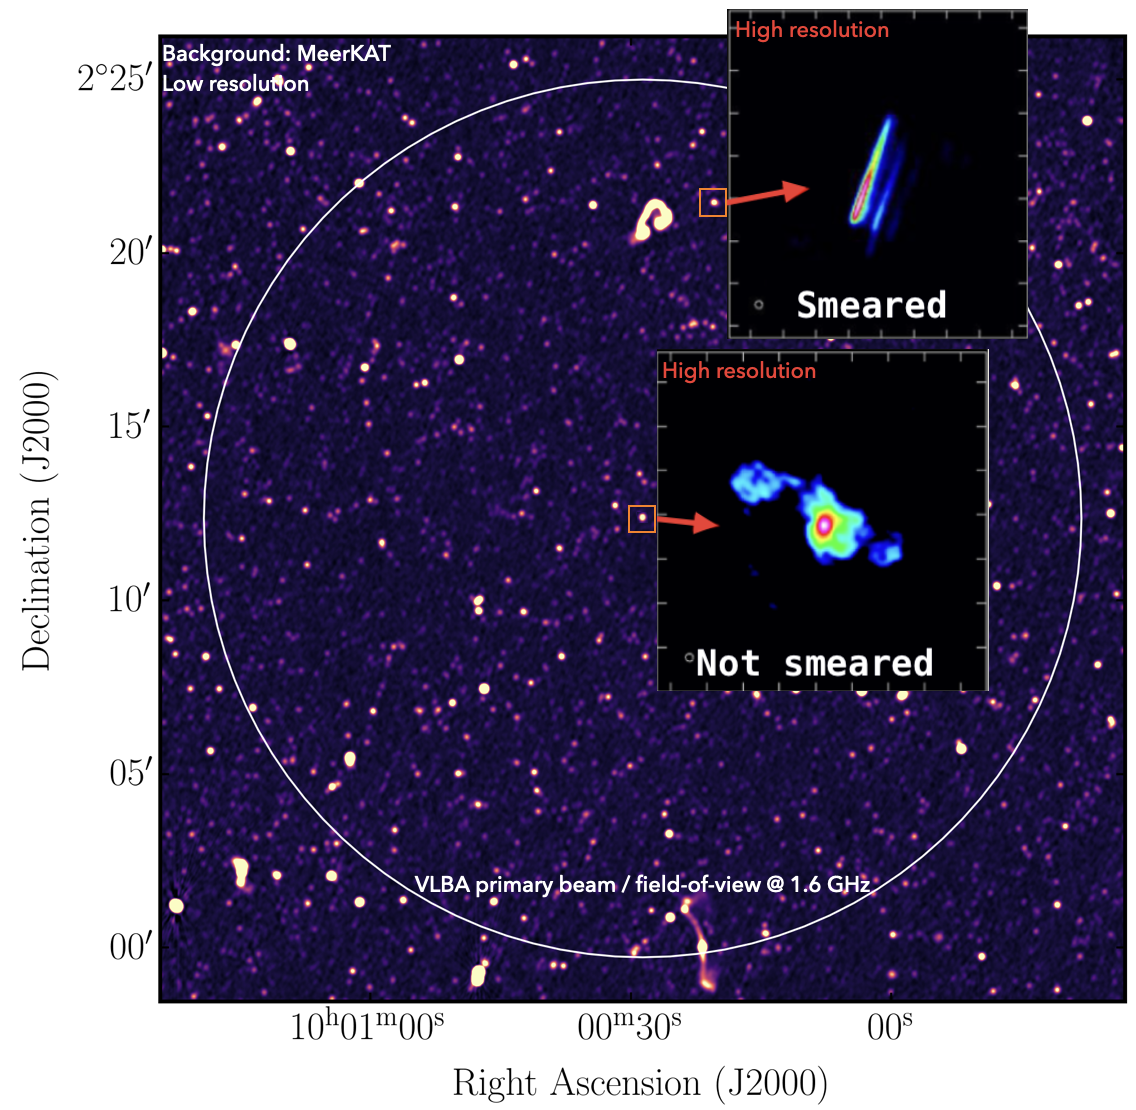 Background: MeerKAT
Low resolution
High resolution
Smeared
High resolution
Not smeared
VLBA primary beam / field-of-view @ 1.6 GHz
2°25′
20′
15′
10′
05′
00′
Declination (J2000)
10ʰ01ᵐ00ˢ
00ᵐ30ˢ
00ˢ
Right Ascension (J2000)